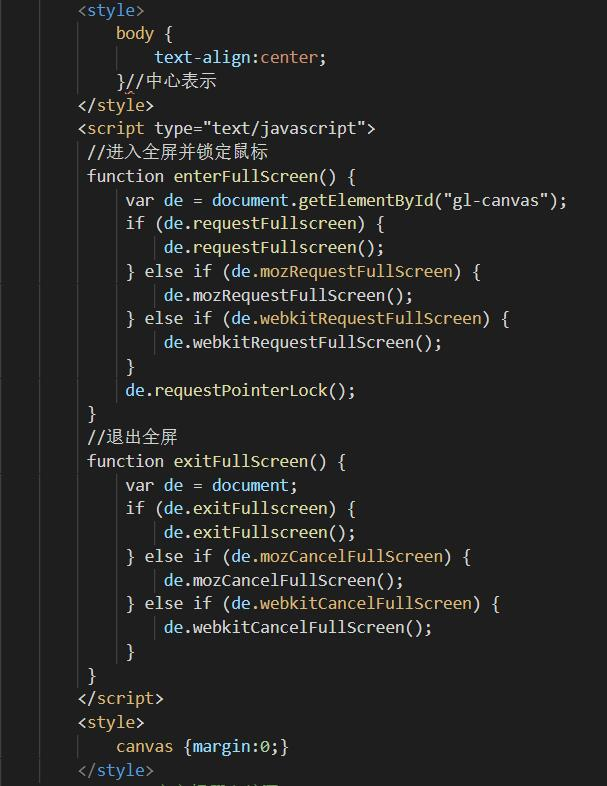 <style>
body {
text-align:center;
}//中心表示
</style>
<script type="text/javascript">
//进入全屏并锁定鼠标
function enterFullScreen() {
var de = document.getElementById("gl-canvas");
if (de.requestFullscreen) {
de.requestFullscreen();
} else if (de.mozRequestFullScreen) {
de.mozRequestFullScreen();
} else if (de.webkitRequestFullScreen) {
de.webkitRequestFullScreen();
}
de.requestPointerLock();
}
//退出全屏
function exitFullScreen() {
var de = document;
if (de.exitFullscreen) {
de.exitFullscreen();
} else if (de.mozCancelFullScreen) {
de.mozCancelFullScreen();
} else if (de.webkitCancelFullScreen) {
de.webkitCancelFullScreen();
}
}
</script>
<style>
canvas {margin:0;}
</style>